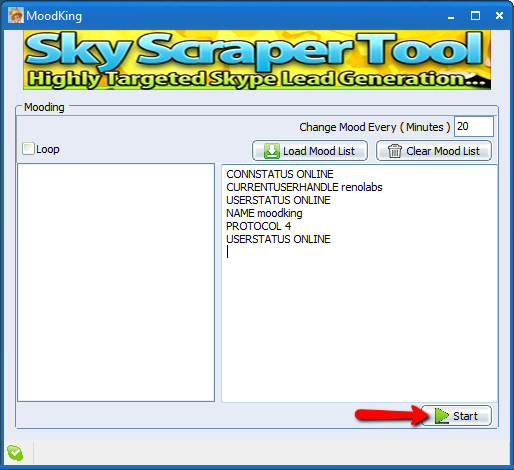 MoodKing
Sky Scraper Tool
Highly Targeted Skype Lead Generation...
Mooding
Change Mood Every ( Minutes ) 20
Loop
Load Mood List
Clear Mood List
CONNSTATUS ONLINE
CURRENTUSERHANDLE renolabs
USERSTATUS ONLINE
NAME moodking
PROTOCOL 4
USERSTATUS ONLINE
Start